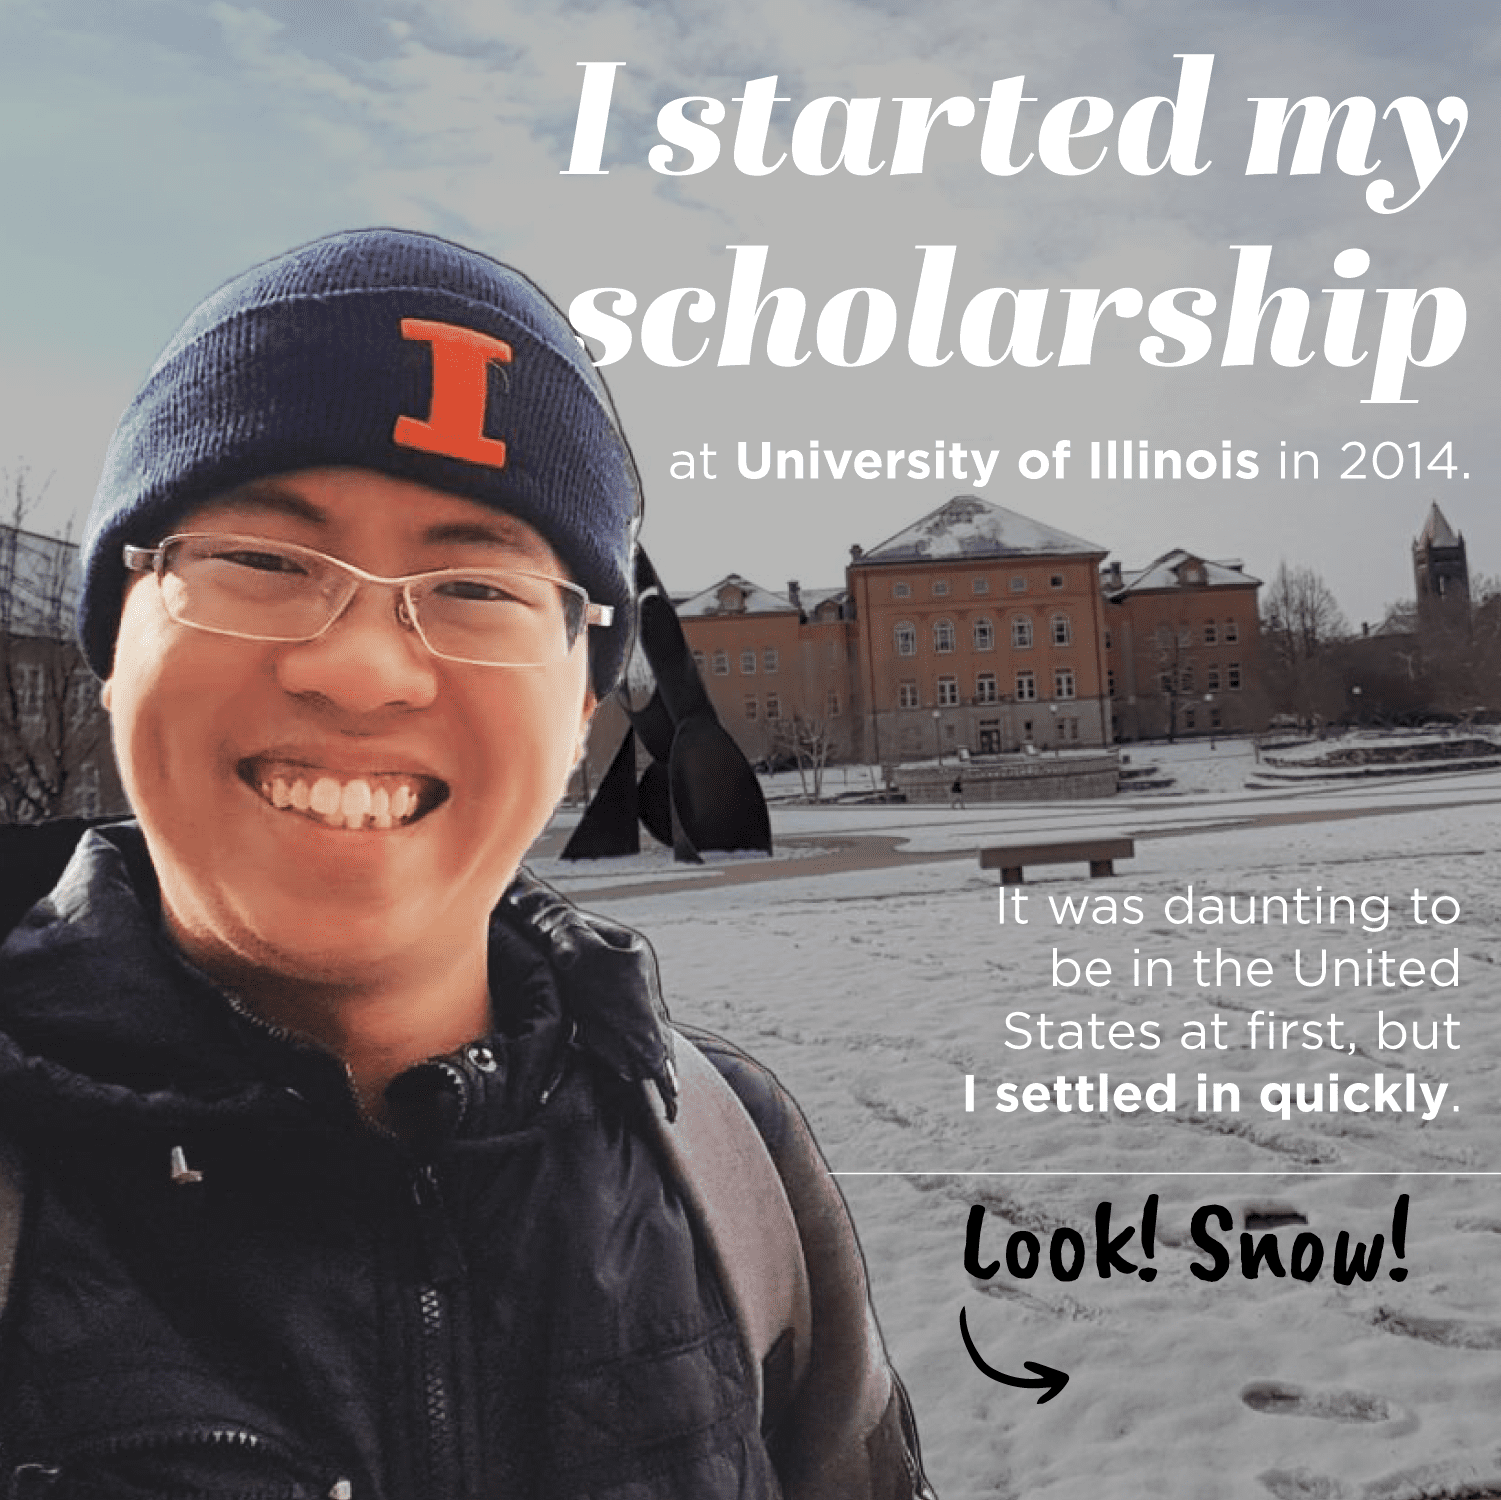 I started my
scholarship
at University of Illinois in 2014.
I
It was daunting to
be in the United
States at first, but
I settled in quickly.
Look! Snow!